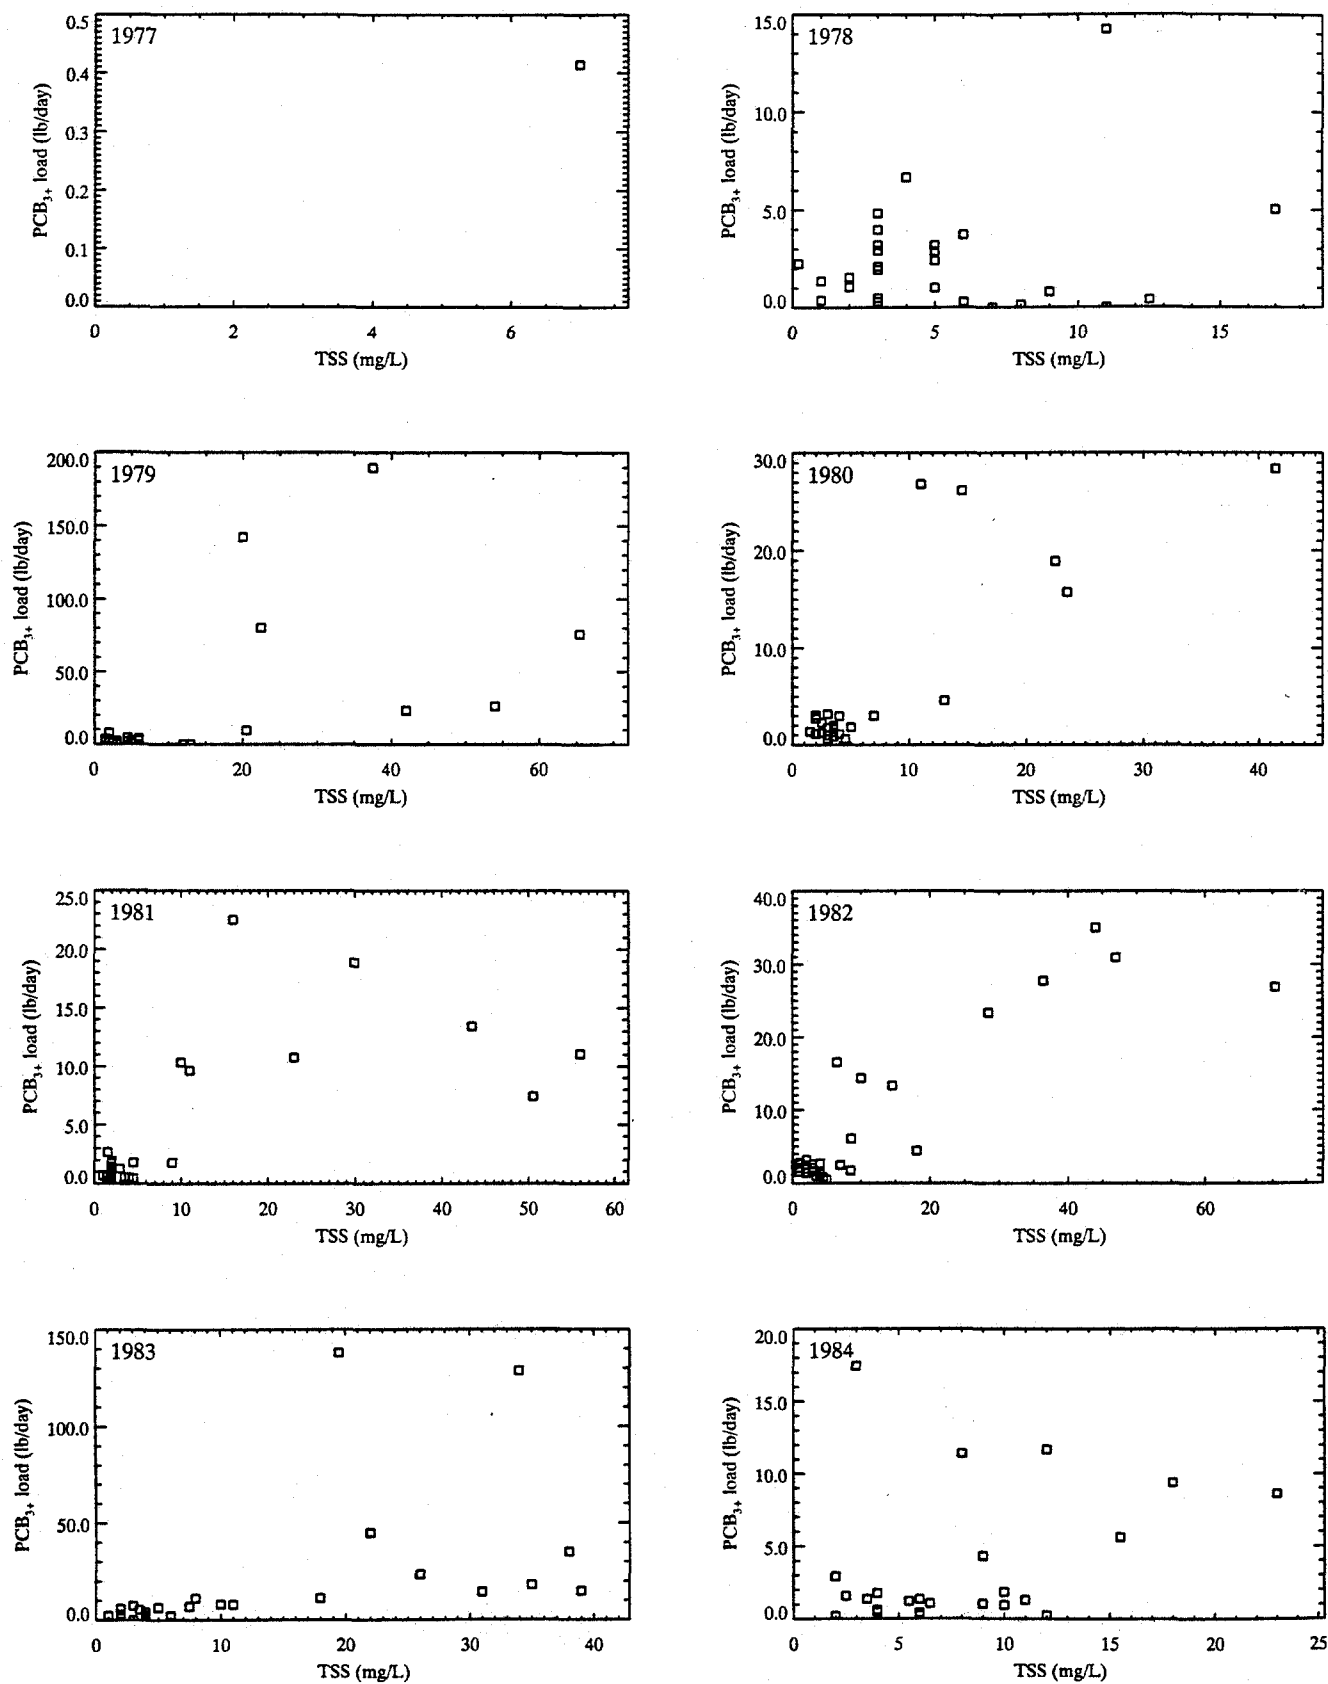 1977
0.5
0.4
0.3
0.2
0.1
0.0
PCB3+ load (lb/day)
0 2 4 6
TSS (mg/L)
1978
15.0
10.0
5.0
0.0
PCB3+ load (lb/day)
0 5 10 15
TSS (mg/L)
1979
200.0
150.0
100.0
50.0
0.0
PCB3+ load (lb/day)
0 20 40 60
TSS (mg/L)
1980
30.0
20.0
10.0
0.0
PCB3+ load (lb/day)
0 10 20 30 40
TSS (mg/L)
1981
25.0
20.0
15.0
10.0
5.0
0.0
PCB3+ load (lb/day)
0 10 20 30 40 50 60
TSS (mg/L)
1982
40.0
30.0
20.0
10.0
0.0
PCB3+ load (lb/day)
0 20 40 60
TSS (mg/L)
1983
150.0
100.0
50.0
0.0
PCB3+ load (lb/day)
0 10 20 30 40
TSS (mg/L)
1984
20.0
15.0
10.0
5.0
0.0
PCB3+ load (lb/day)
0 5 10 15 20 25
TSS (mg/L)